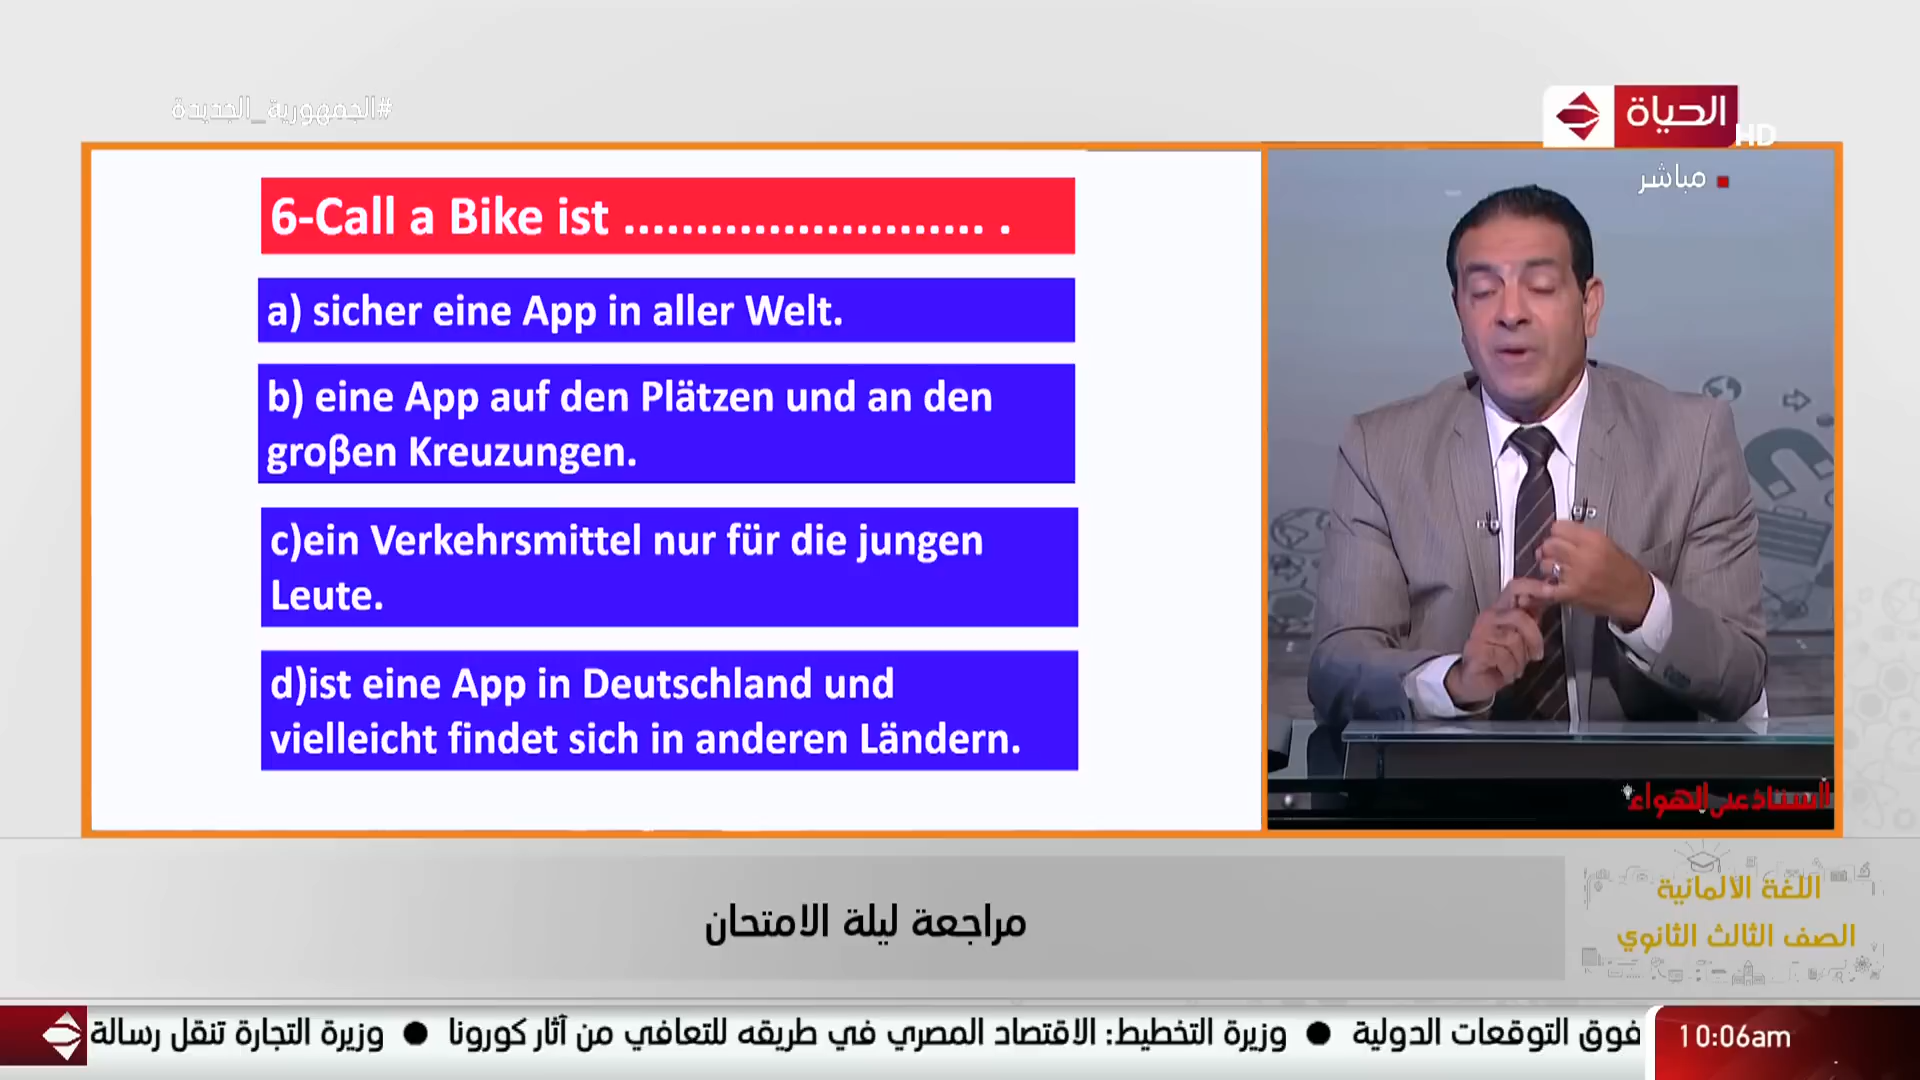 #الجمهورية_الجديدة
الحياة
HD
مباشر
6-Call a Bike ist ......................... .
a) sicher eine App in aller Welt.
b) eine App auf den Plätzen und an den
großen Kreuzungen.
c)ein Verkehrsmittel nur für die jungen
Leute.
d)ist eine App in Deutschland und
vielleicht findet sich in anderen Ländern.
أستاذ على الهواء
اللغة الالمانية
الصف الثالث الثانوي
مراجعة ليلة الامتحان
فوق التوقعات الدولية ● وزيرة التخطيط: الاقتصاد المصري في طريقه للتعافي من آثار كورونا ● وزيرة التجارة تنقل رسالة
10:06am